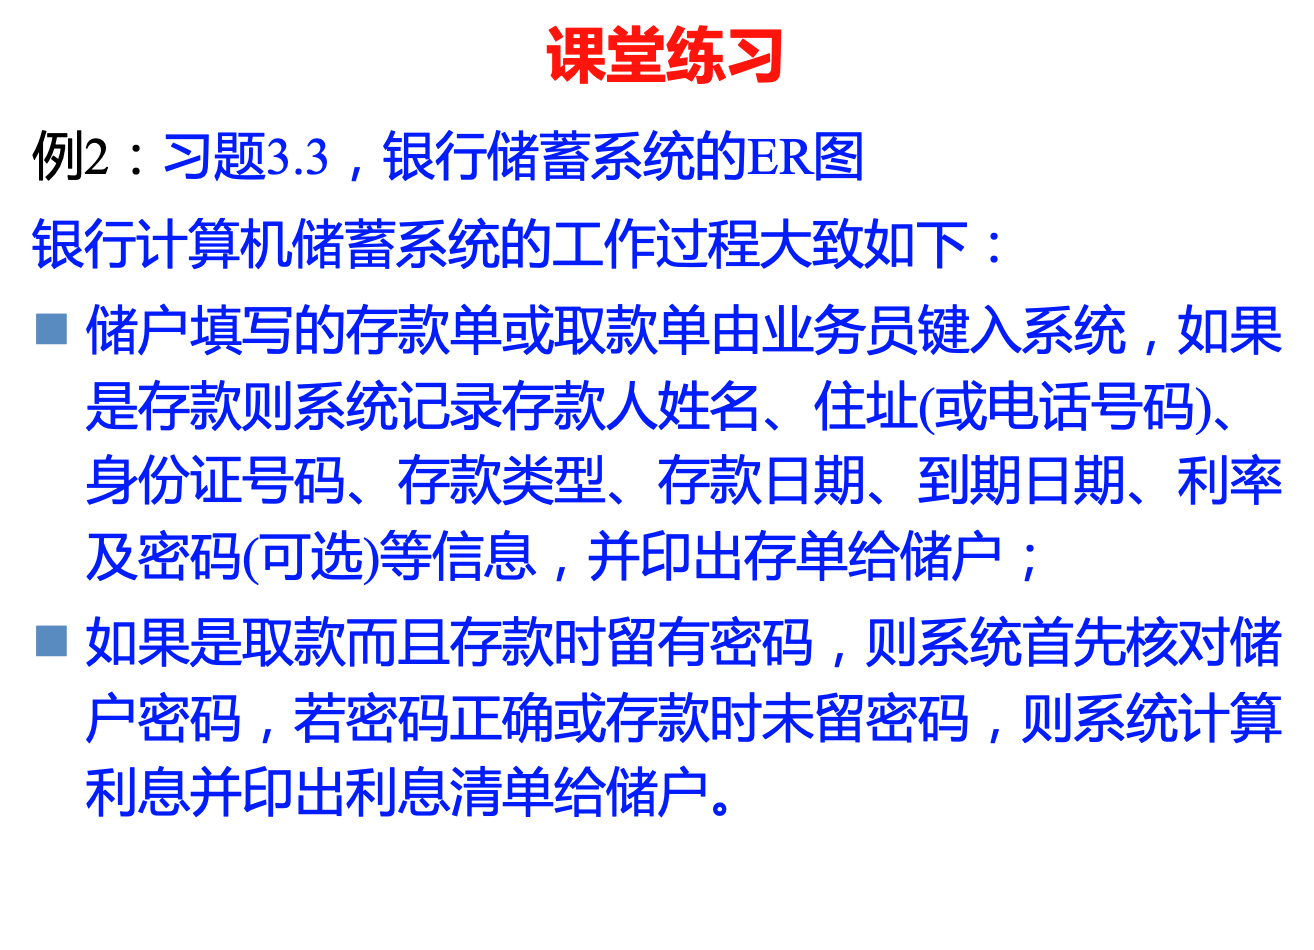 课堂练习
例2：习题3.3，银行储蓄系统的ER图
银行计算机储蓄系统的工作过程大致如下：
储户填写的存款单或取款单由业务员键入系统，如果
是存款则系统记录存款人姓名、住址(或电话号码)、
身份证号码、存款类型、存款日期、到期日期、利率
及密码(可选)等信息，并印出存单给储户；
如果是取款而且存款时留有密码，则系统首先核对储
户密码，若密码正确或存款时未留密码，则系统计算
利息并印出利息清单给储户。